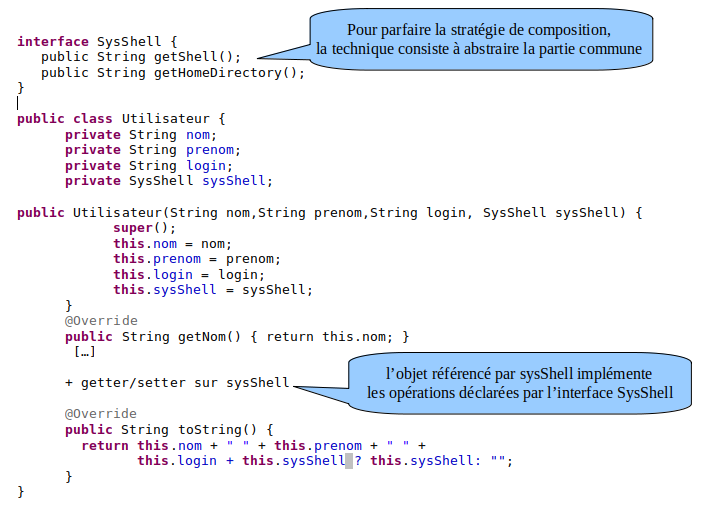 Pour parfaire la stratégie de composition,
la technique consiste à abstraire la partie commune
interface SysShell {
public String getShell();
public String getHomeDirectory();
}
public class Utilisateur {
private String nom;
private String prenom;
private String login;
private SysShell sysShell;
public Utilisateur(String nom,String prenom,String login, SysShell sysShell) {
super();
this.nom = nom;
this.prenom = prenom;
this.login = login;
this.sysShell = sysShell;
}
@Override
public String getNom() { return this.nom; }
[…]
l’objet référencé par sysShell implémente
les opérations déclarées par l’interface SysShell
+ getter/setter sur sysShell
@Override
public String toString() {
return this.nom + " " + this.prenom + " " +
this.login + this.sysShell ? this.sysShell: "";
}
}